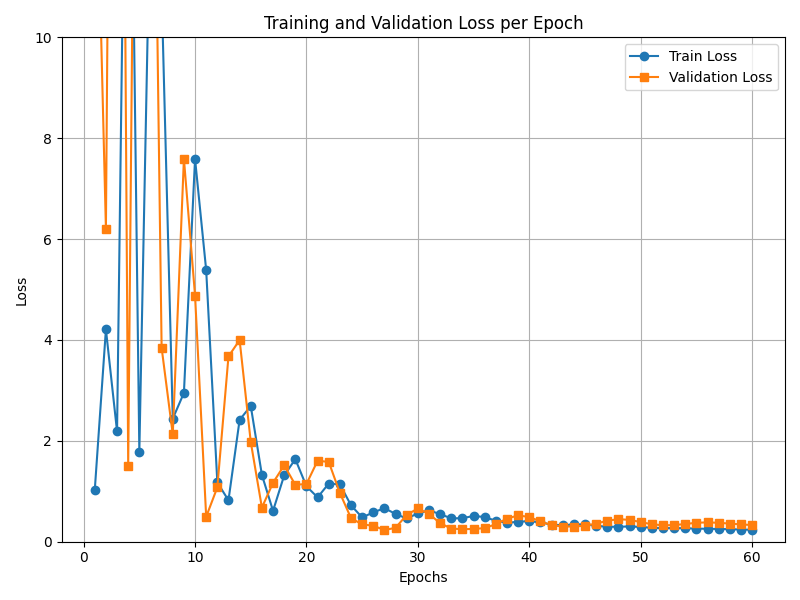 Training and Validation Loss per Epoch
Train Loss
Validation Loss
Loss
10
8
6
4
2
0
0 10 20 30 40 50 60
Epochs